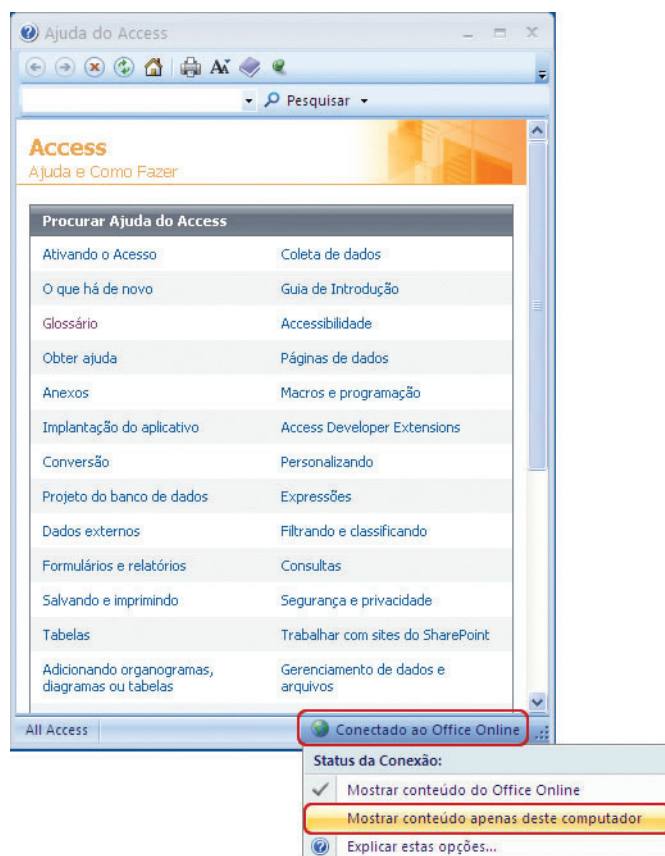 Ajuda do Access
Pesquisar
Access
Ajuda e Como Fazer
Procurar Ajuda do Access
Ativando o Acesso
Coleta de dados
O que há de novo
Guia de Introdução
Glossário
Accessibilidade
Obter ajuda
Páginas de dados
Anexos
Macros e programação
Implantação do aplicativo
Access Developer Extensions
Conversão
Personalizando
Projeto do banco de dados
Expressões
Dados externos
Filtrando e classificando
Formulários e relatórios
Consultas
Salvando e imprimindo
Segurança e privacidade
Tabelas
Trabalhar com sites do SharePoint
Adicionando organogramas,
diagramas ou tabelas
Gerenciamento de dados e
arquivos
All Access
Conectado ao Office Online
Status da Conexão:
Mostrar conteúdo do Office Online
Mostrar conteúdo apenas deste computador
Explicar estas opções...